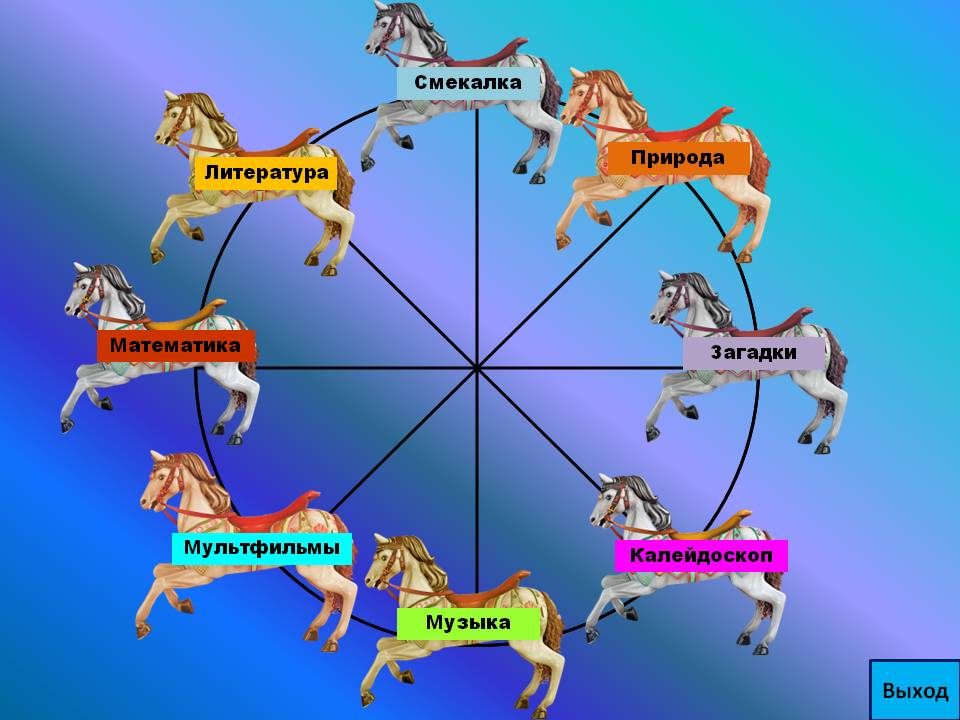 Смекалка
Природа
Литература
Математика
Загадки
Мультфильмы
Калейдоскоп
Музыка
Выход